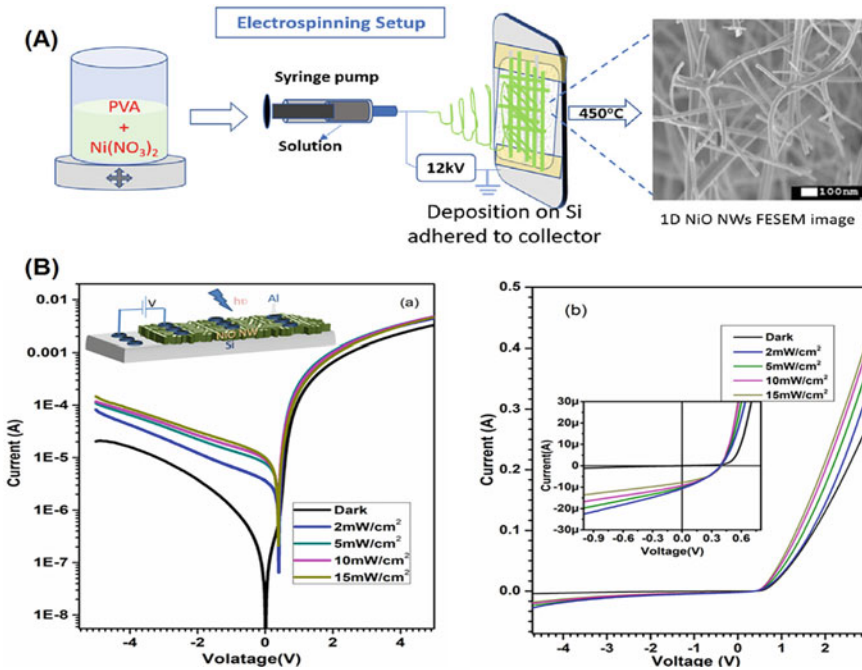 Electrospinning Setup
(A)
PVA
+
Ni(NO3)2
Syringe pump
Solution
12kV
Deposition on Si
adhered to collector
450°C
100nm
1D NiO NWs FESEM image
(B)
(a)
V
hυ
Al
NiO NW
Si
0.01
0.001
1E-4
1E-5
1E-6
1E-7
1E-8
Current (A)
Dark
2mW/cm2
5mW/cm2
10mW/cm2
15mW/cm2
-4
-2
0
2
4
Volatage(V)
(b)
0.5
0.4
0.3
0.2
0.1
0.0
Current (A)
Dark
2mW/cm2
5mW/cm2
10mW/cm2
15mW/cm2
30μ
20μ
10μ
0
-10μ
-20μ
-30μ
Current(A)
-0.9
-0.6
-0.3
0.0
0.3
0.6
Voltage(V)
-4
-3
-2
-1
0
1
2
Voltage (V)